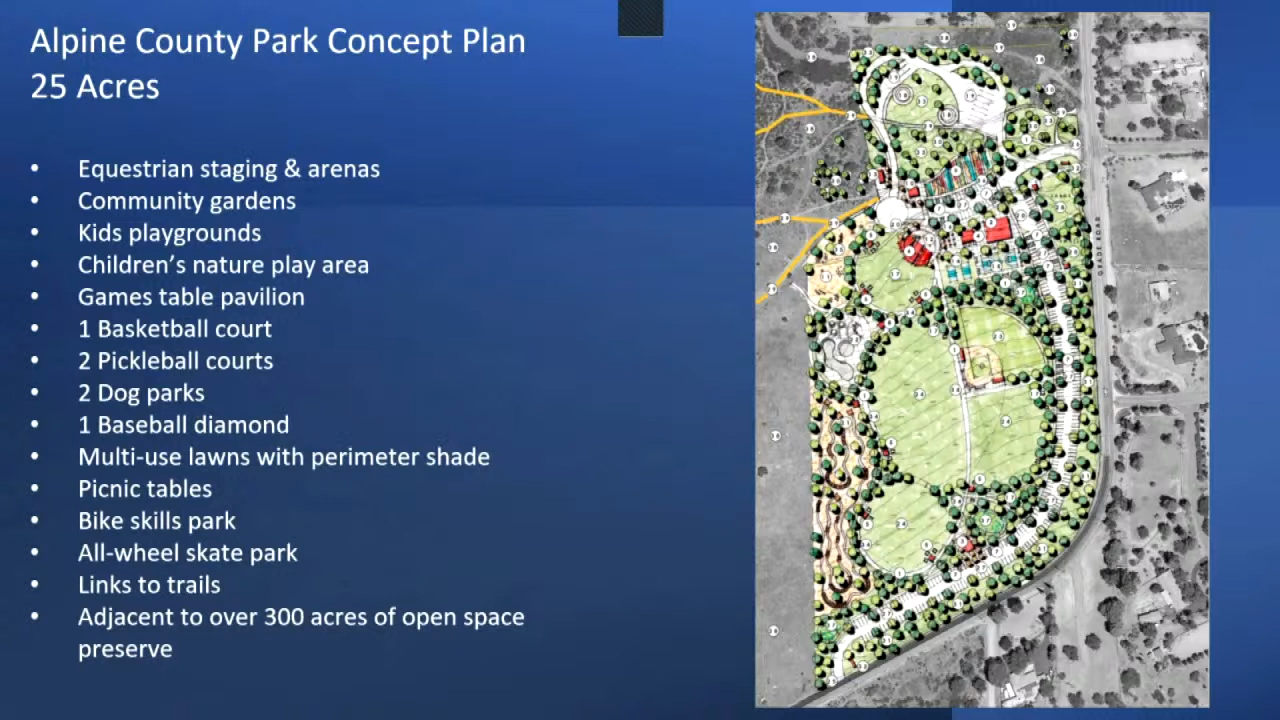 Alpine County Park Concept Plan
25 Acres
• Equestrian staging & arenas
• Community gardens
• Kids playgrounds
• Children's nature play area
• Games table pavilion
• 1 Basketball court
• 2 Pickleball courts
• 2 Dog parks
• 1 Baseball diamond
• Multi-use lawns with perimeter shade
• Picnic tables
• Bike skills park
• All-wheel skate park
• Links to trails
• Adjacent to over 300 acres of open space
preserve